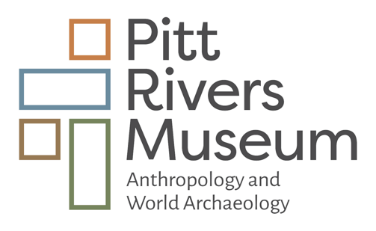 Pitt
Rivers
Museum
Anthropology and
World Archaeology